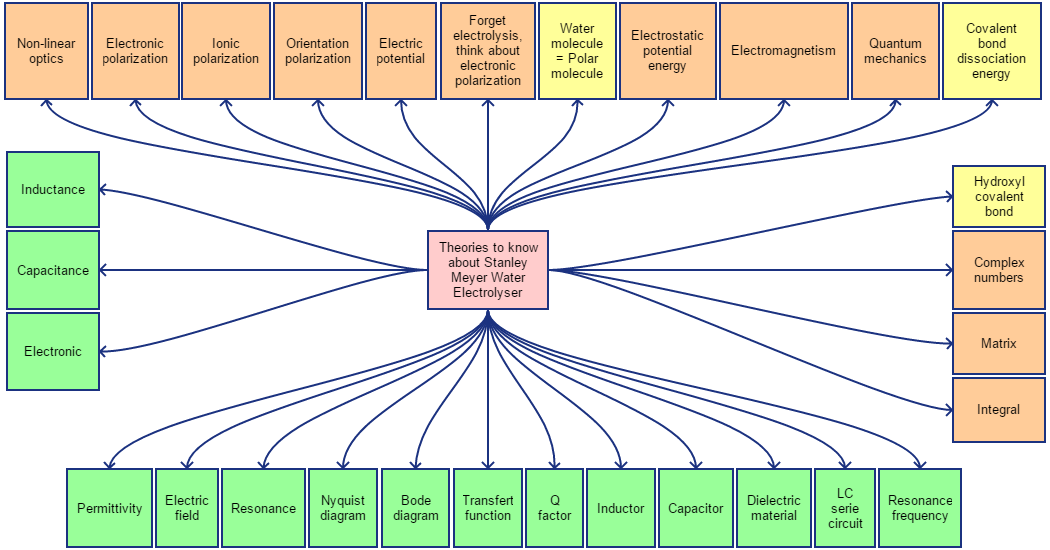 Non-linear
optics
Electronic
polarization
Ionic
polarization
Orientation
polarization
Electric
potential
Forget
electrolysis,
think about
electronic
polarization
Water
molecule
= Polar
molecule
Electrostatic
potential
energy
Electromagnetism
Quantum
mechanics
Covalent
bond
dissociation
energy
Inductance
Capacitance
Electronic
Theories to know
about Stanley
Meyer Water
Electrolyser
Hydroxyl
covalent
bond
Complex
numbers
Matrix
Integral
Permittivity
Electric
field
Resonance
Nyquist
diagram
Bode
diagram
Transfert
function
Q
factor
Inductor
Capacitor
Dielectric
material
LC
serie
circuit
Resonance
frequency